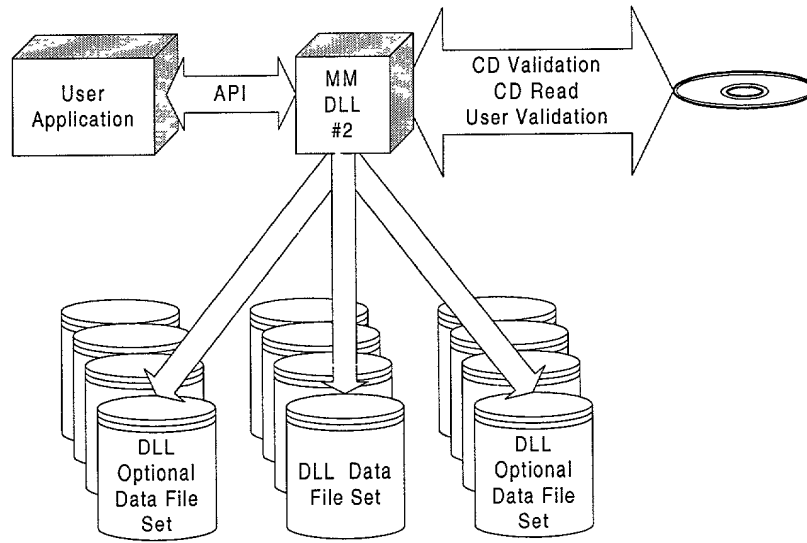 User
Application
API
MM
DLL
#2
CD Validation
CD Read
User Validation
DLL
Optional
Data File
Set
DLL Data
File Set
DLL
Optional
Data File
Set